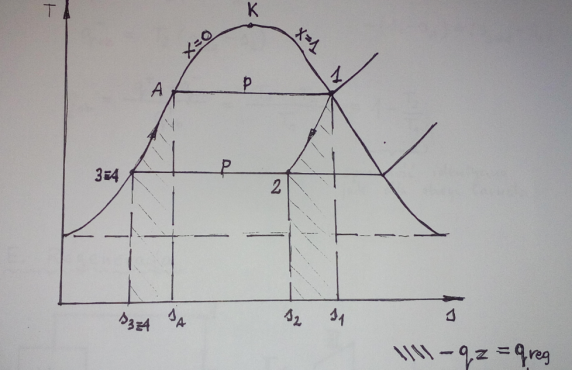 T
K
x=0
x=1
A
P
1
3≡4
P
2
s3≡4
sA
s2
s1
s
– qz = qreg